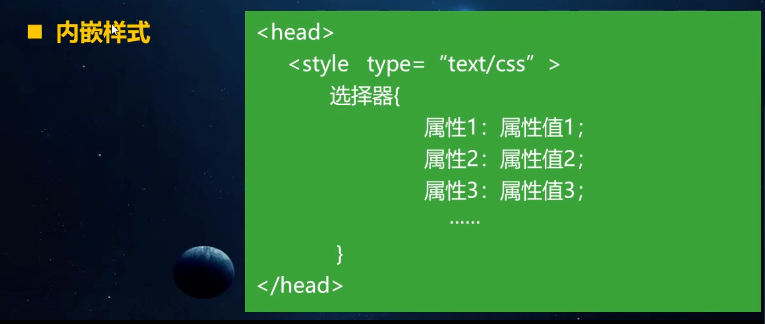 内嵌样式
<head>
<style type=“text/css”>
选择器{
属性1：属性值1；
属性2：属性值2；
属性3：属性值3；
……
}
</head>